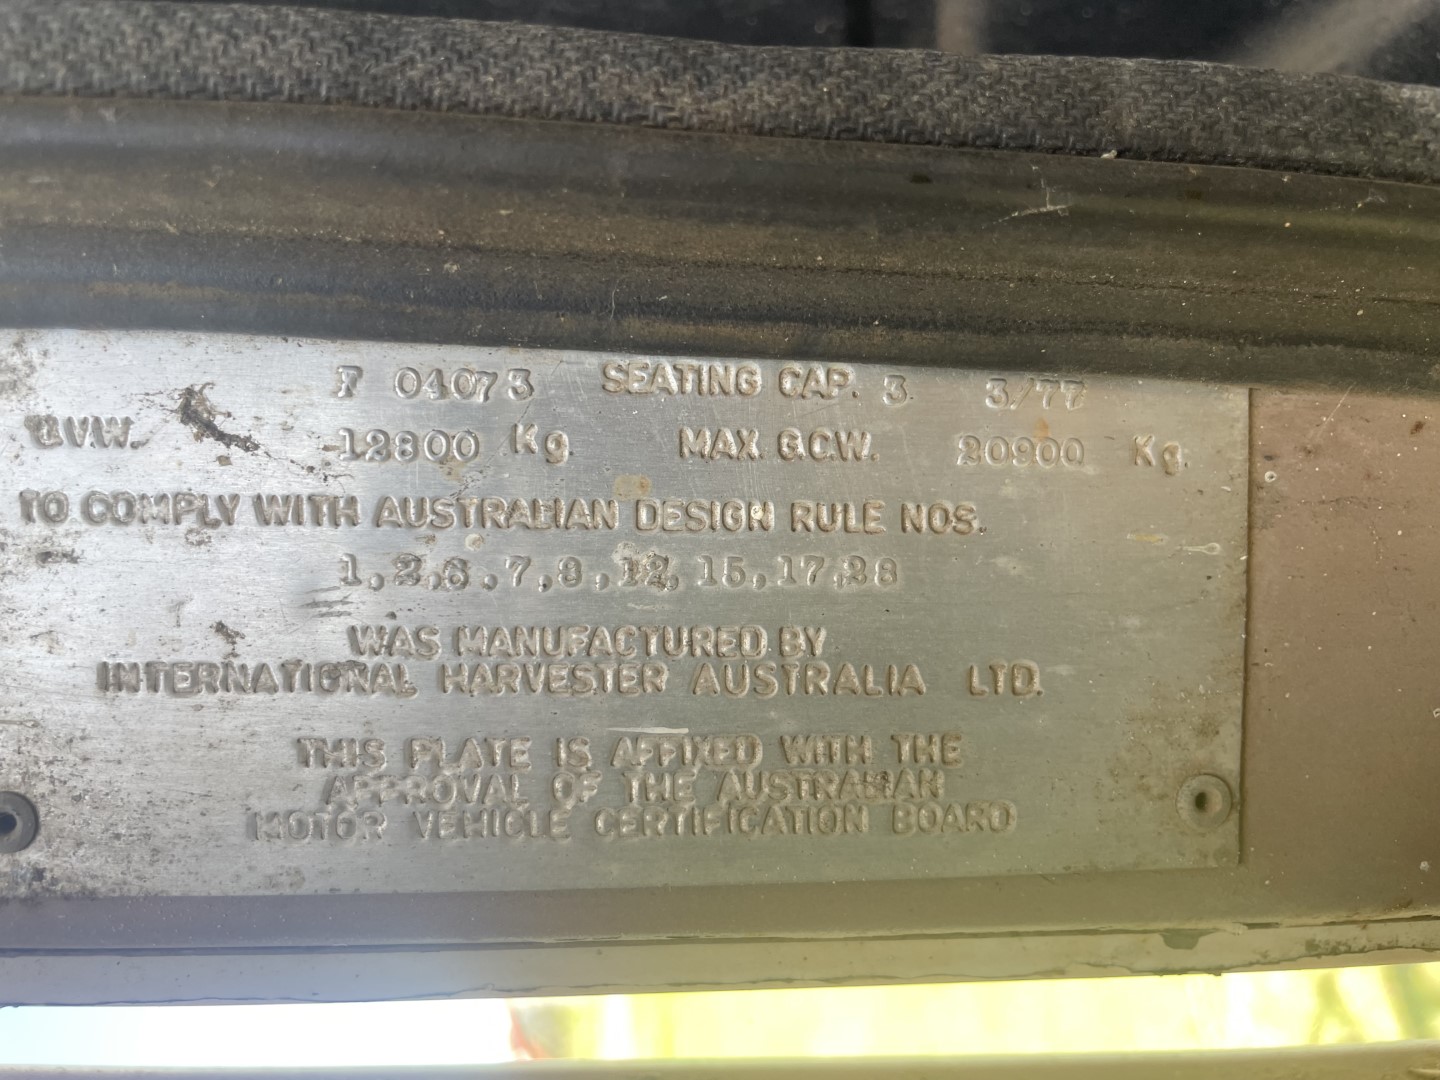 F 04073 SEATING CAP. 3 3/77
G.V.W. 12800 Kg. MAX G.C.W. 20900 Kg.
TO COMPLY WITH AUSTRALIAN DESIGN RULE NOS.
1,2,6,7,8,12,15,17,28
WAS MANUFACTURED BY
INTERNATIONAL HARVESTER AUSTRALIA LTD.
THIS PLATE IS AFFIXED WITH THE
APPROVAL OF THE AUSTRALIAN
MOTOR VEHICLE CERTIFICATION BOARD